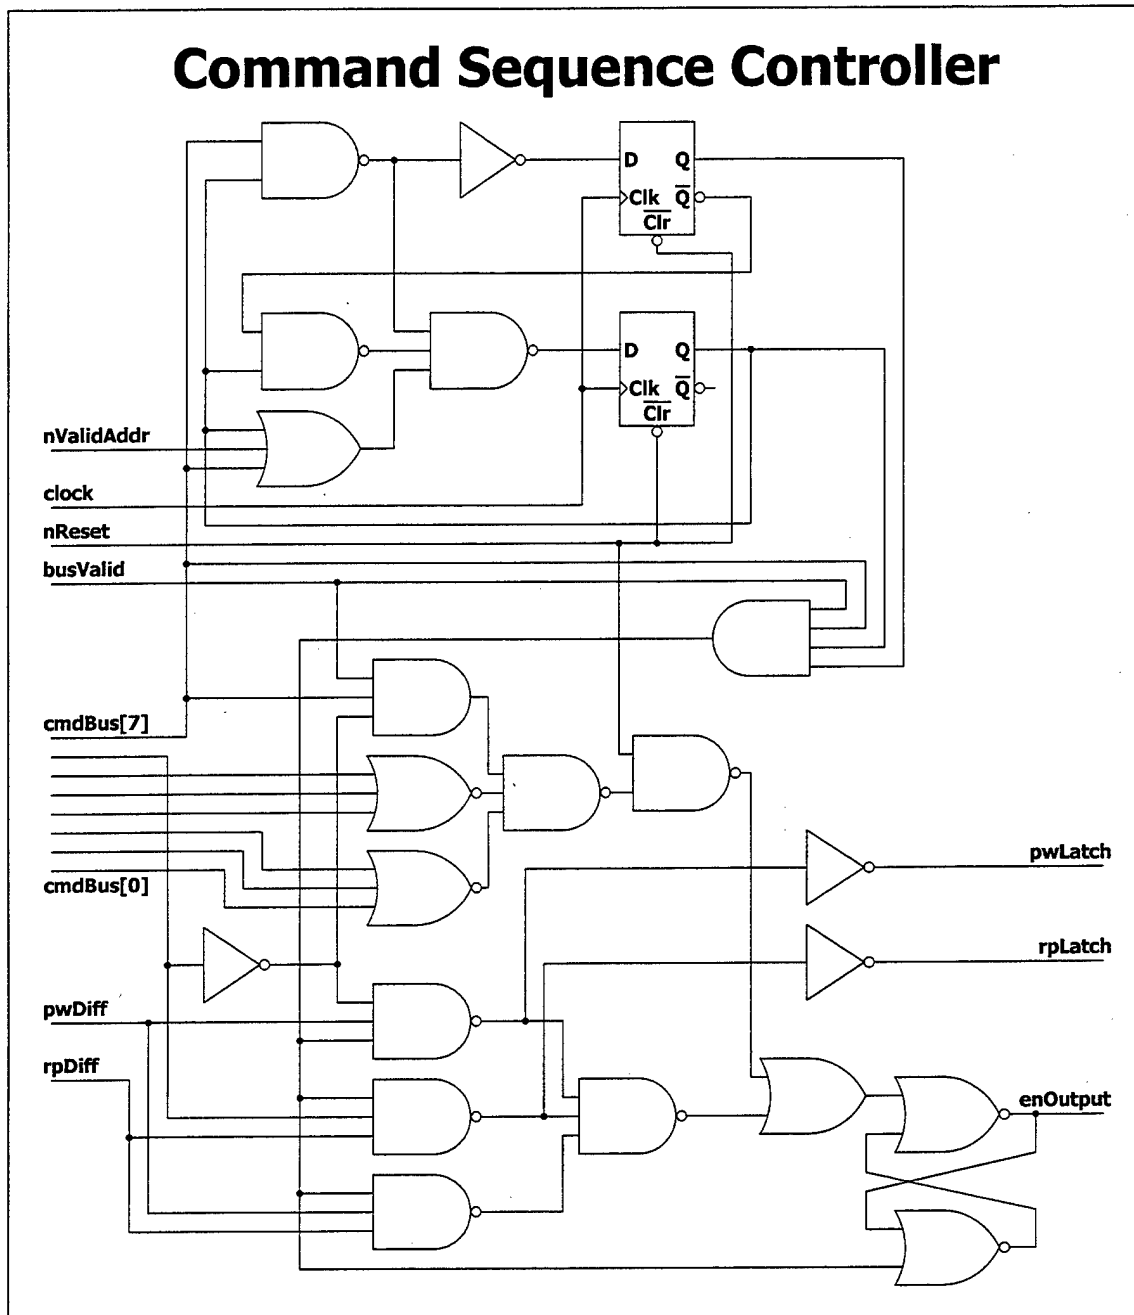 Command Sequence Controller
D Q
Clk Q
Clr
D Q
Clk Q
Clr
nValidAddr
clock
nReset
busValid
cmdBus[7]
cmdBus[0]
pwLatch
rpLatch
pwDiff
rpDiff
enOutput